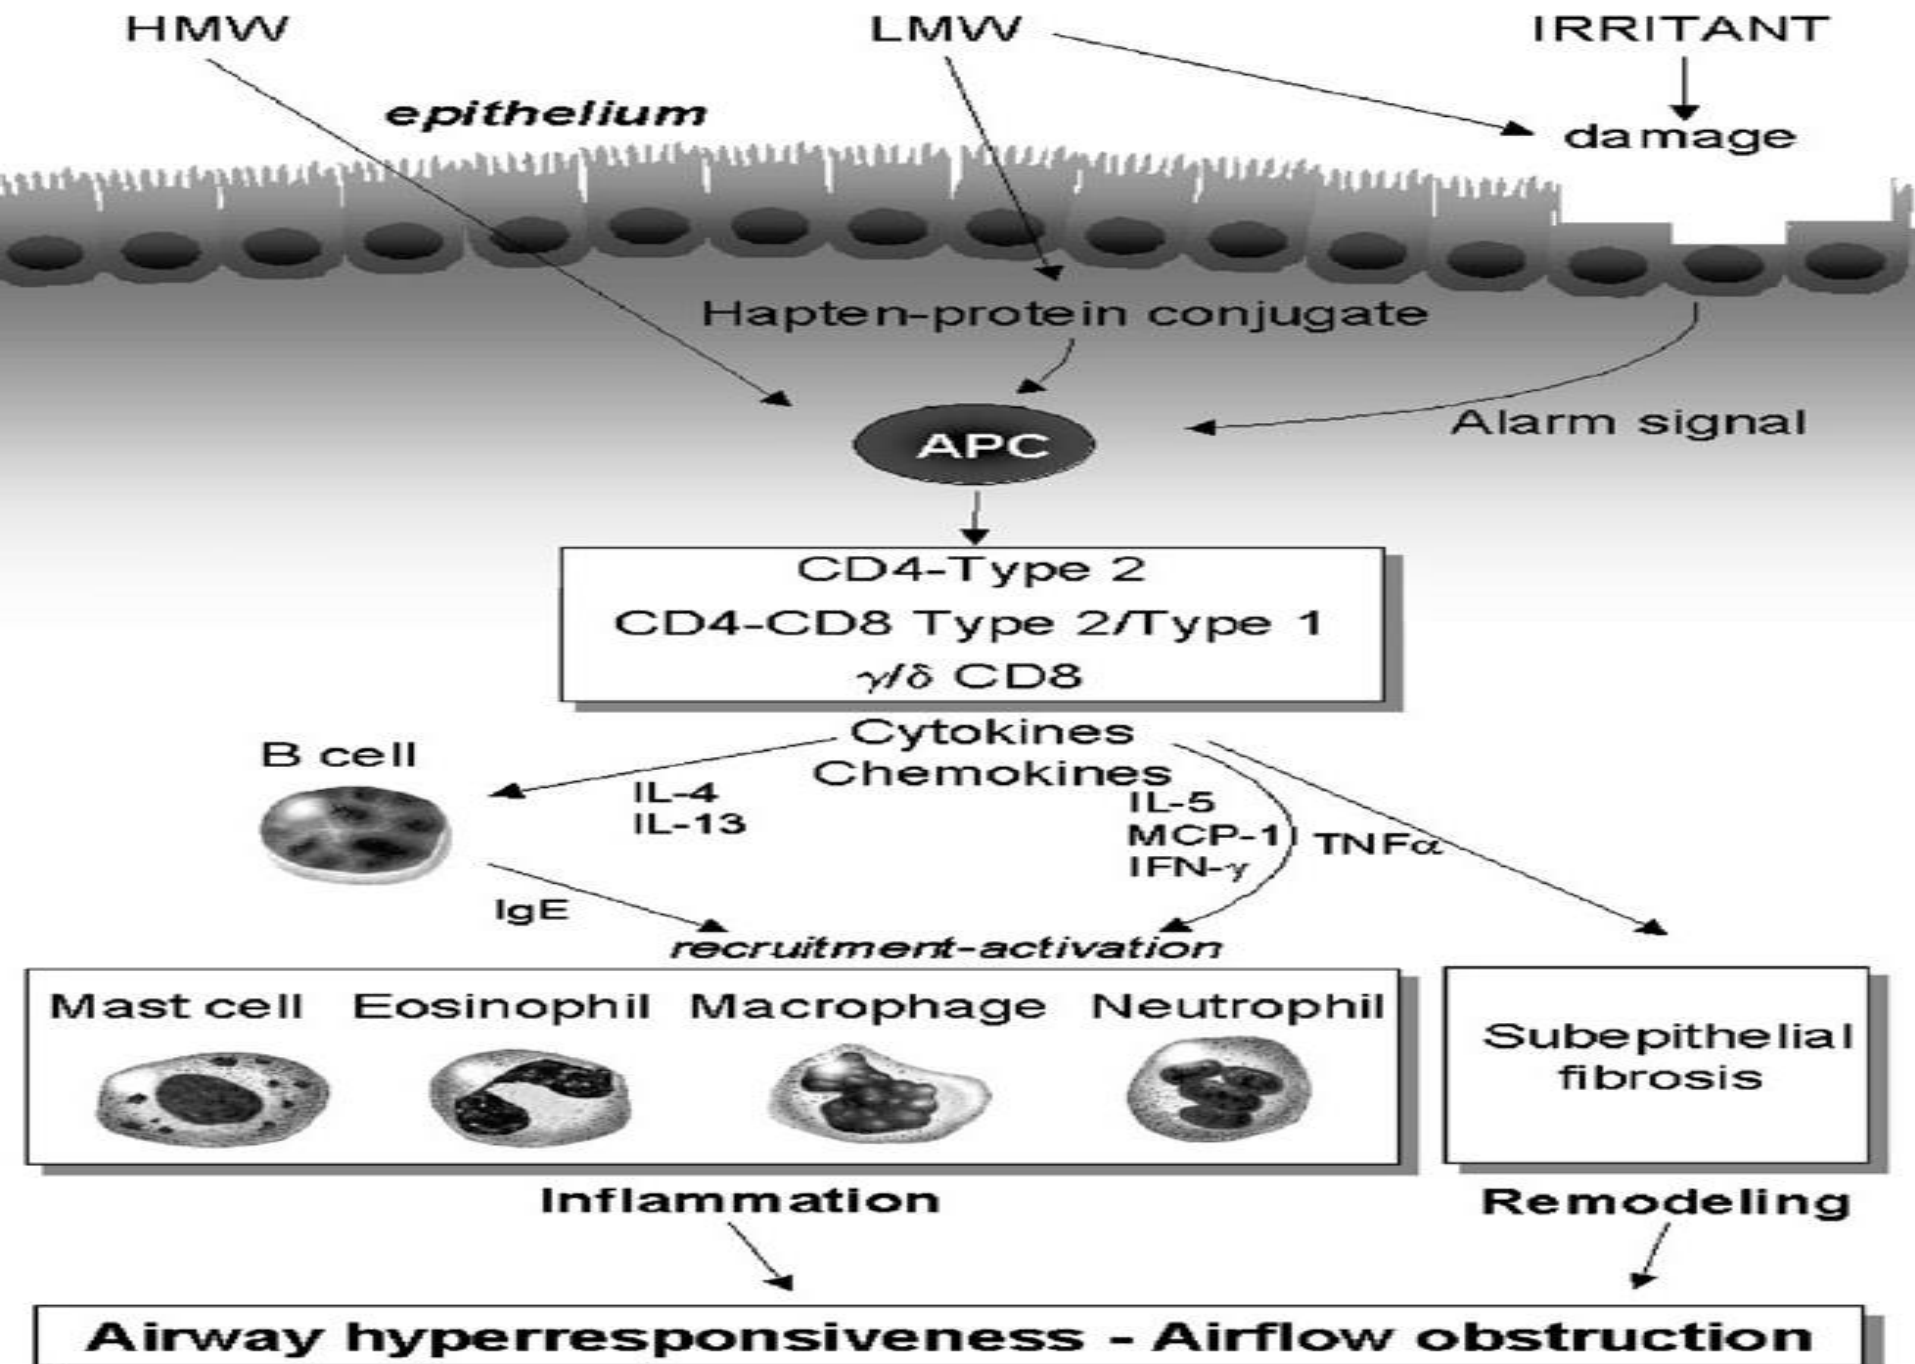 HMW
LMW
IRRITANT
epithelium
damage
Hapten-protein conjugate
Alarm signal
APC
CD4-Type 2
CD4-CD8 Type 2/Type 1
γ/δ CD8
Cytokines
Chemokines
B cell
IL-4
IL-13
IL-5
MCP-1
IFN-γ
TNFα
IgE
recruitment-activation
Mast cell
Eosinophil
Macrophage
Neutrophil
Subepithelial
fibrosis
Inflammation
Remodeling
Airway hyperresponsiveness - Airflow obstruction